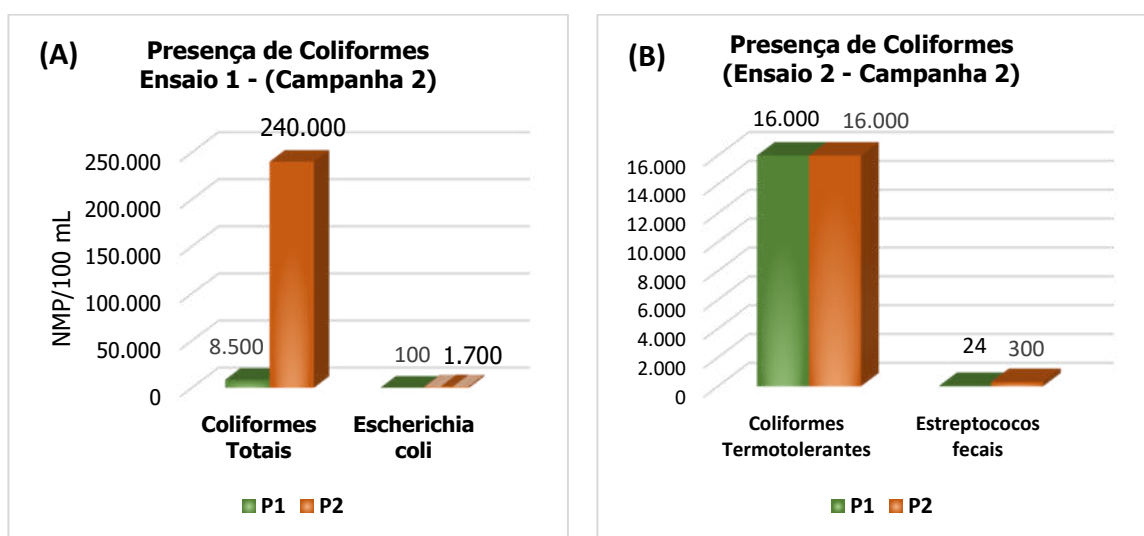 (A)
Presença de Coliformes
Ensaio 1 - (Campanha 2)
240.000
250.000
200.000
150.000
100.000
50.000
0
NMP/100 mL
8.500
100
1.700
Coliformes
Totais
Escherichia
coli
P1 P2
(B)
Presença de Coliformes
(Ensaio 2 - Campanha 2)
16.000 16.000
16.000
14.000
12.000
10.000
8.000
6.000
4.000
2.000
0
24
300
Coliformes
Termotolerantes
Estreptococos
fecais
P1 P2